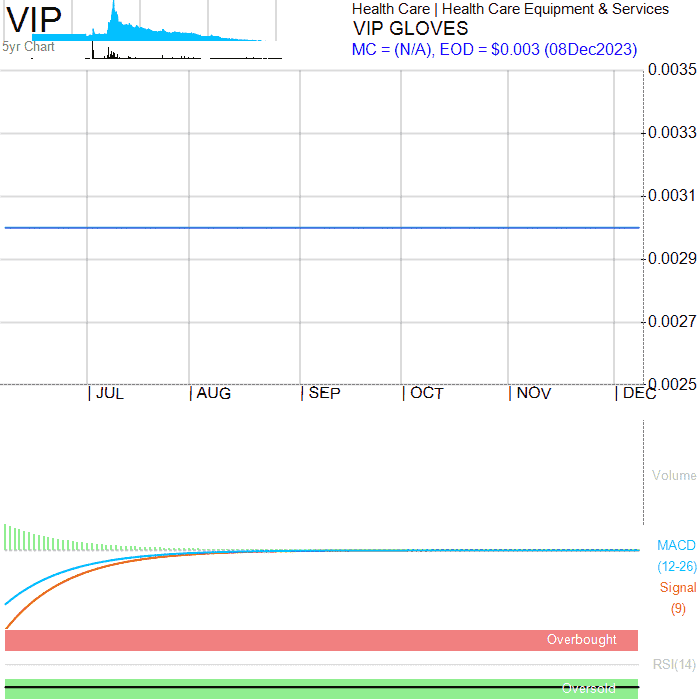 VIP
5yr Chart
Health Care | Health Care Equipment & Services
VIP GLOVES
MC = (N/A), EOD = $0.003 (08Dec2023)
0.0035
0.0033
0.0031
0.0029
0.0027
0.0025
JUL
AUG
SEP
OCT
NOV
DEC
Volume
MACD
(12-26)
Signal
(9)
Overbought
RSI(14)
Oversold